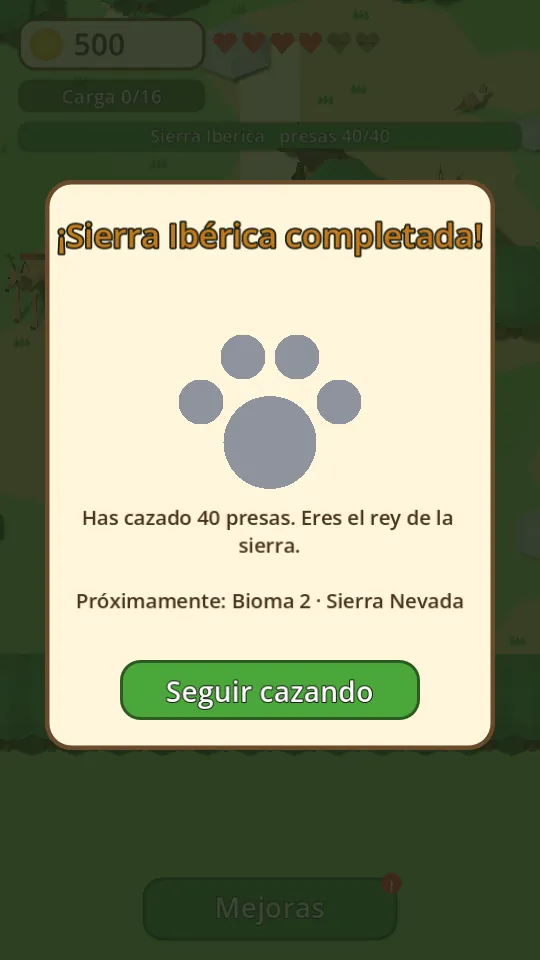 500
Carga 0/16
Sierra Ibérica presas 40/40
¡Sierra Ibérica completada!
Has cazado 40 presas. Eres el rey de la
sierra.
Próximamente: Bioma 2 · Sierra Nevada
Seguir cazando
!
Mejoras